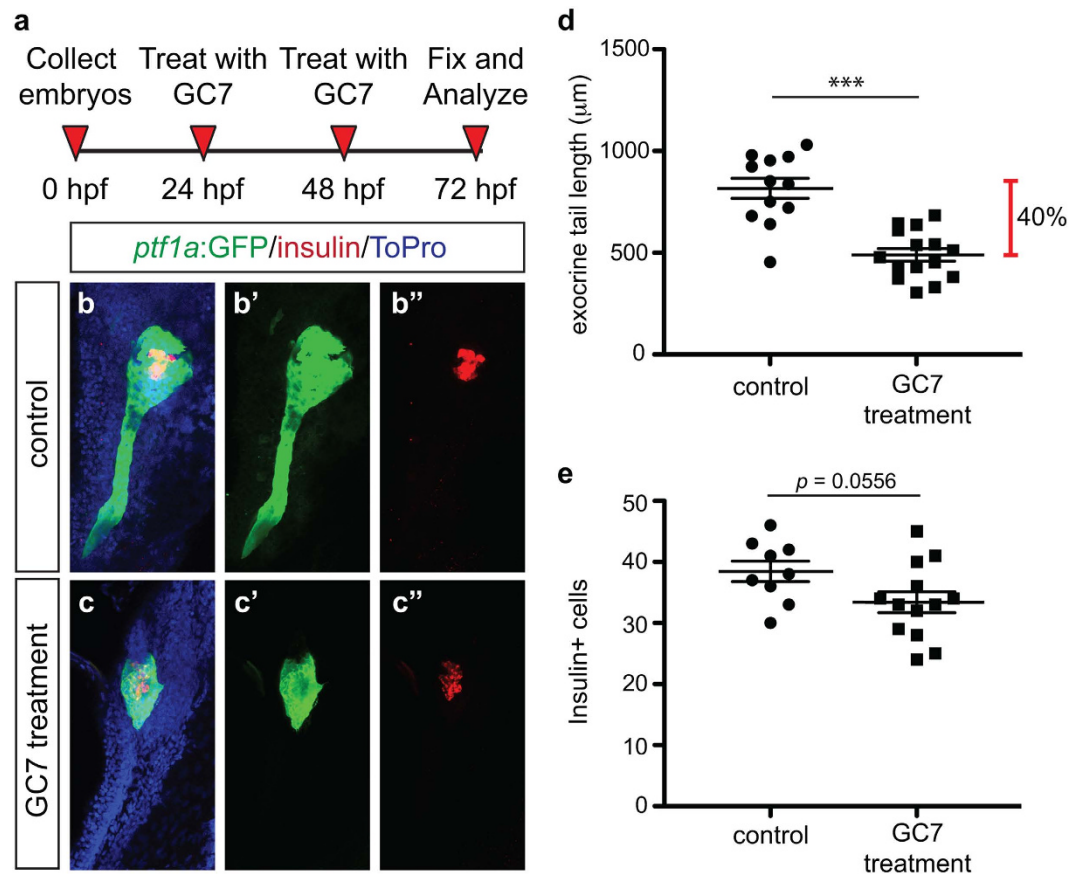 a
Collect embryos
Treat with GC7
Treat with GC7
Fix and Analyze
0 hpf
24 hpf
48 hpf
72 hpf
ptf1a:GFP/insulin/ToPro
control
b
b'
b"
GC7 treatment
c
c'
c"
d
exocrine tail length (μm)
1500
1000
500
0
***
40%
control
GC7
treatment
e
Insulin+ cells
50
40
30
20
10
0
p = 0.0556
control
GC7
treatment